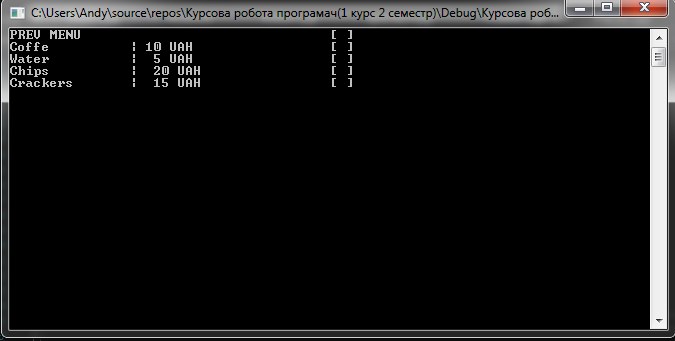 C:\Users\Andy\source\repos\Курсова робота програмач(1 курс 2 семестр)\Debug\Курсова роб...
PREV MENU [ ]
Coffe ¦ 10 UAH [ ]
Water ¦ 5 UAH [ ]
Chips ¦ 20 UAH [ ]
Crackers ¦ 15 UAH [ ]